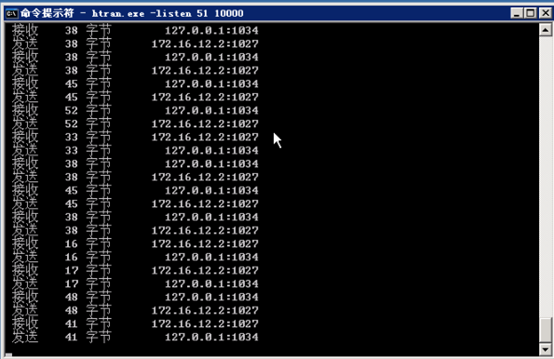 命令提示符 - htran.exe -listen 51 10000
接收 38 字节 127.0.0.1:1034
发送 38 字节 172.16.12.2:1027
接收 38 字节 127.0.0.1:1034
发送 38 字节 172.16.12.2:1027
接收 45 字节 127.0.0.1:1034
发送 45 字节 172.16.12.2:1027
接收 52 字节 127.0.0.1:1034
发送 52 字节 172.16.12.2:1027
接收 33 字节 172.16.12.2:1027
发送 33 字节 127.0.0.1:1034
接收 38 字节 127.0.0.1:1034
发送 38 字节 172.16.12.2:1027
接收 45 字节 127.0.0.1:1034
发送 45 字节 172.16.12.2:1027
接收 38 字节 127.0.0.1:1034
发送 38 字节 172.16.12.2:1027
接收 16 字节 172.16.12.2:1027
发送 16 字节 127.0.0.1:1034
接收 17 字节 172.16.12.2:1027
发送 17 字节 127.0.0.1:1034
接收 48 字节 127.0.0.1:1034
发送 48 字节 172.16.12.2:1027
接收 41 字节 172.16.12.2:1027
发送 41 字节 127.0.0.1:1034